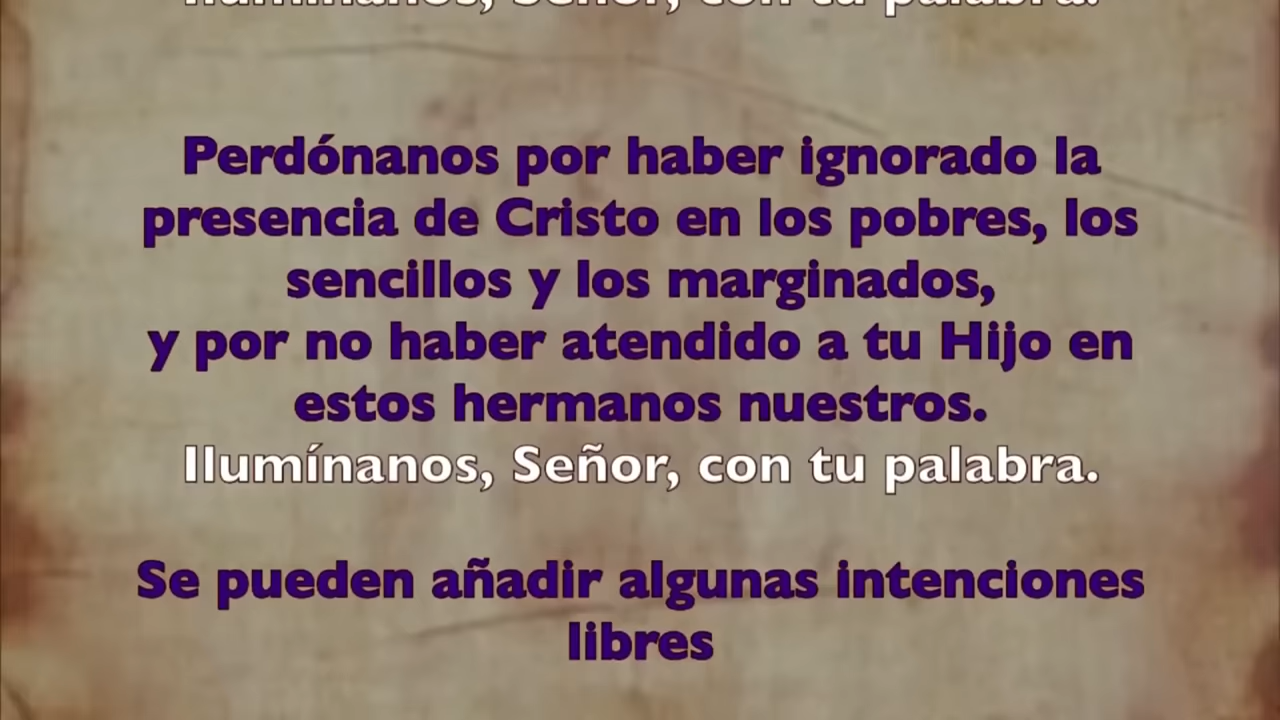 Ilumínanos, Señor, con tu palabra.
Perdónanos por haber ignorado la
presencia de Cristo en los pobres, los
sencillos y los marginados,
y por no haber atendido a tu Hijo en
estos hermanos nuestros.
Ilumínanos, Señor, con tu palabra.
Se pueden añadir algunas intenciones
libres